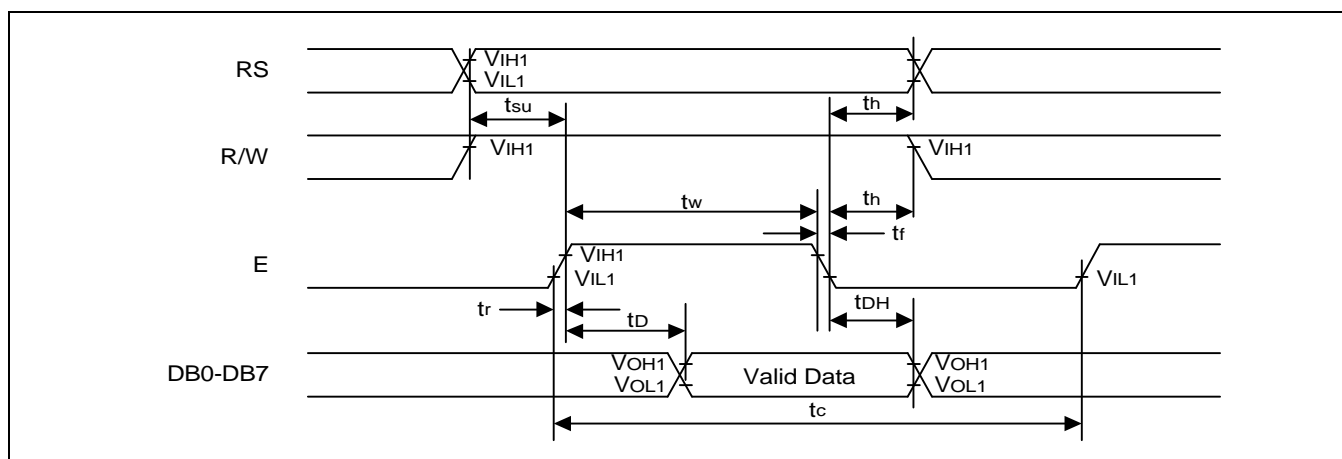 RS
VIH1
VIL1
tsu
th
R/W
VIH1
VIH1
tw
th
tf
E
VIH1
VIL1
VIL1
tr
tD
tDH
DB0-DB7
VOH1
VOL1
Valid Data
VOH1
VOL1
tc